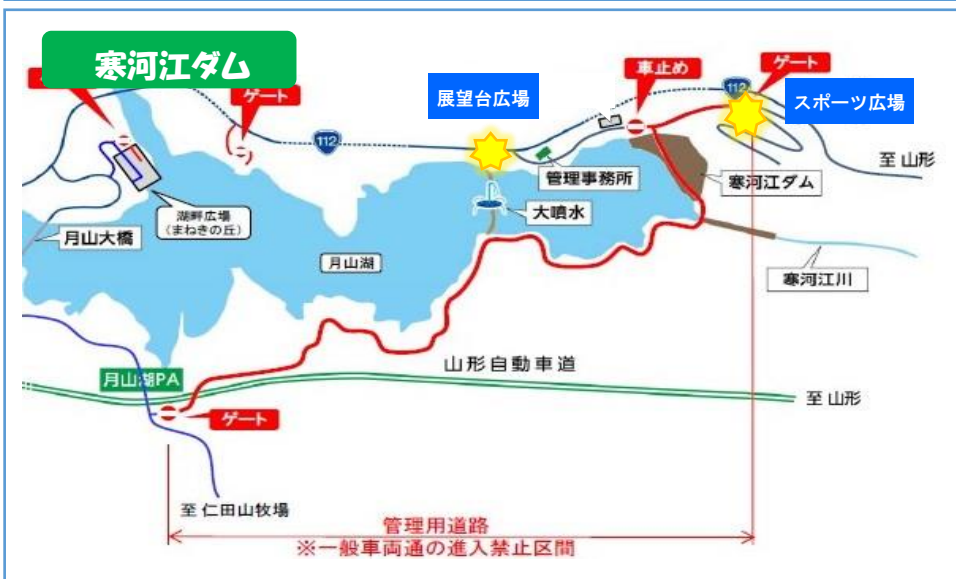 寒河江ダム
ゲート
展望台広場
車止め
ゲート
スポーツ広場
112
112
至 山形
管理事務所
寒河江ダム
大噴水
湖畔広場
(まねきの丘)
月山大橋
月山湖
寒河江川
山形自動車道
月山湖PA
至 山形
ゲート
至 仁田山牧場
管理用道路
※一般車両通の進入禁止区間